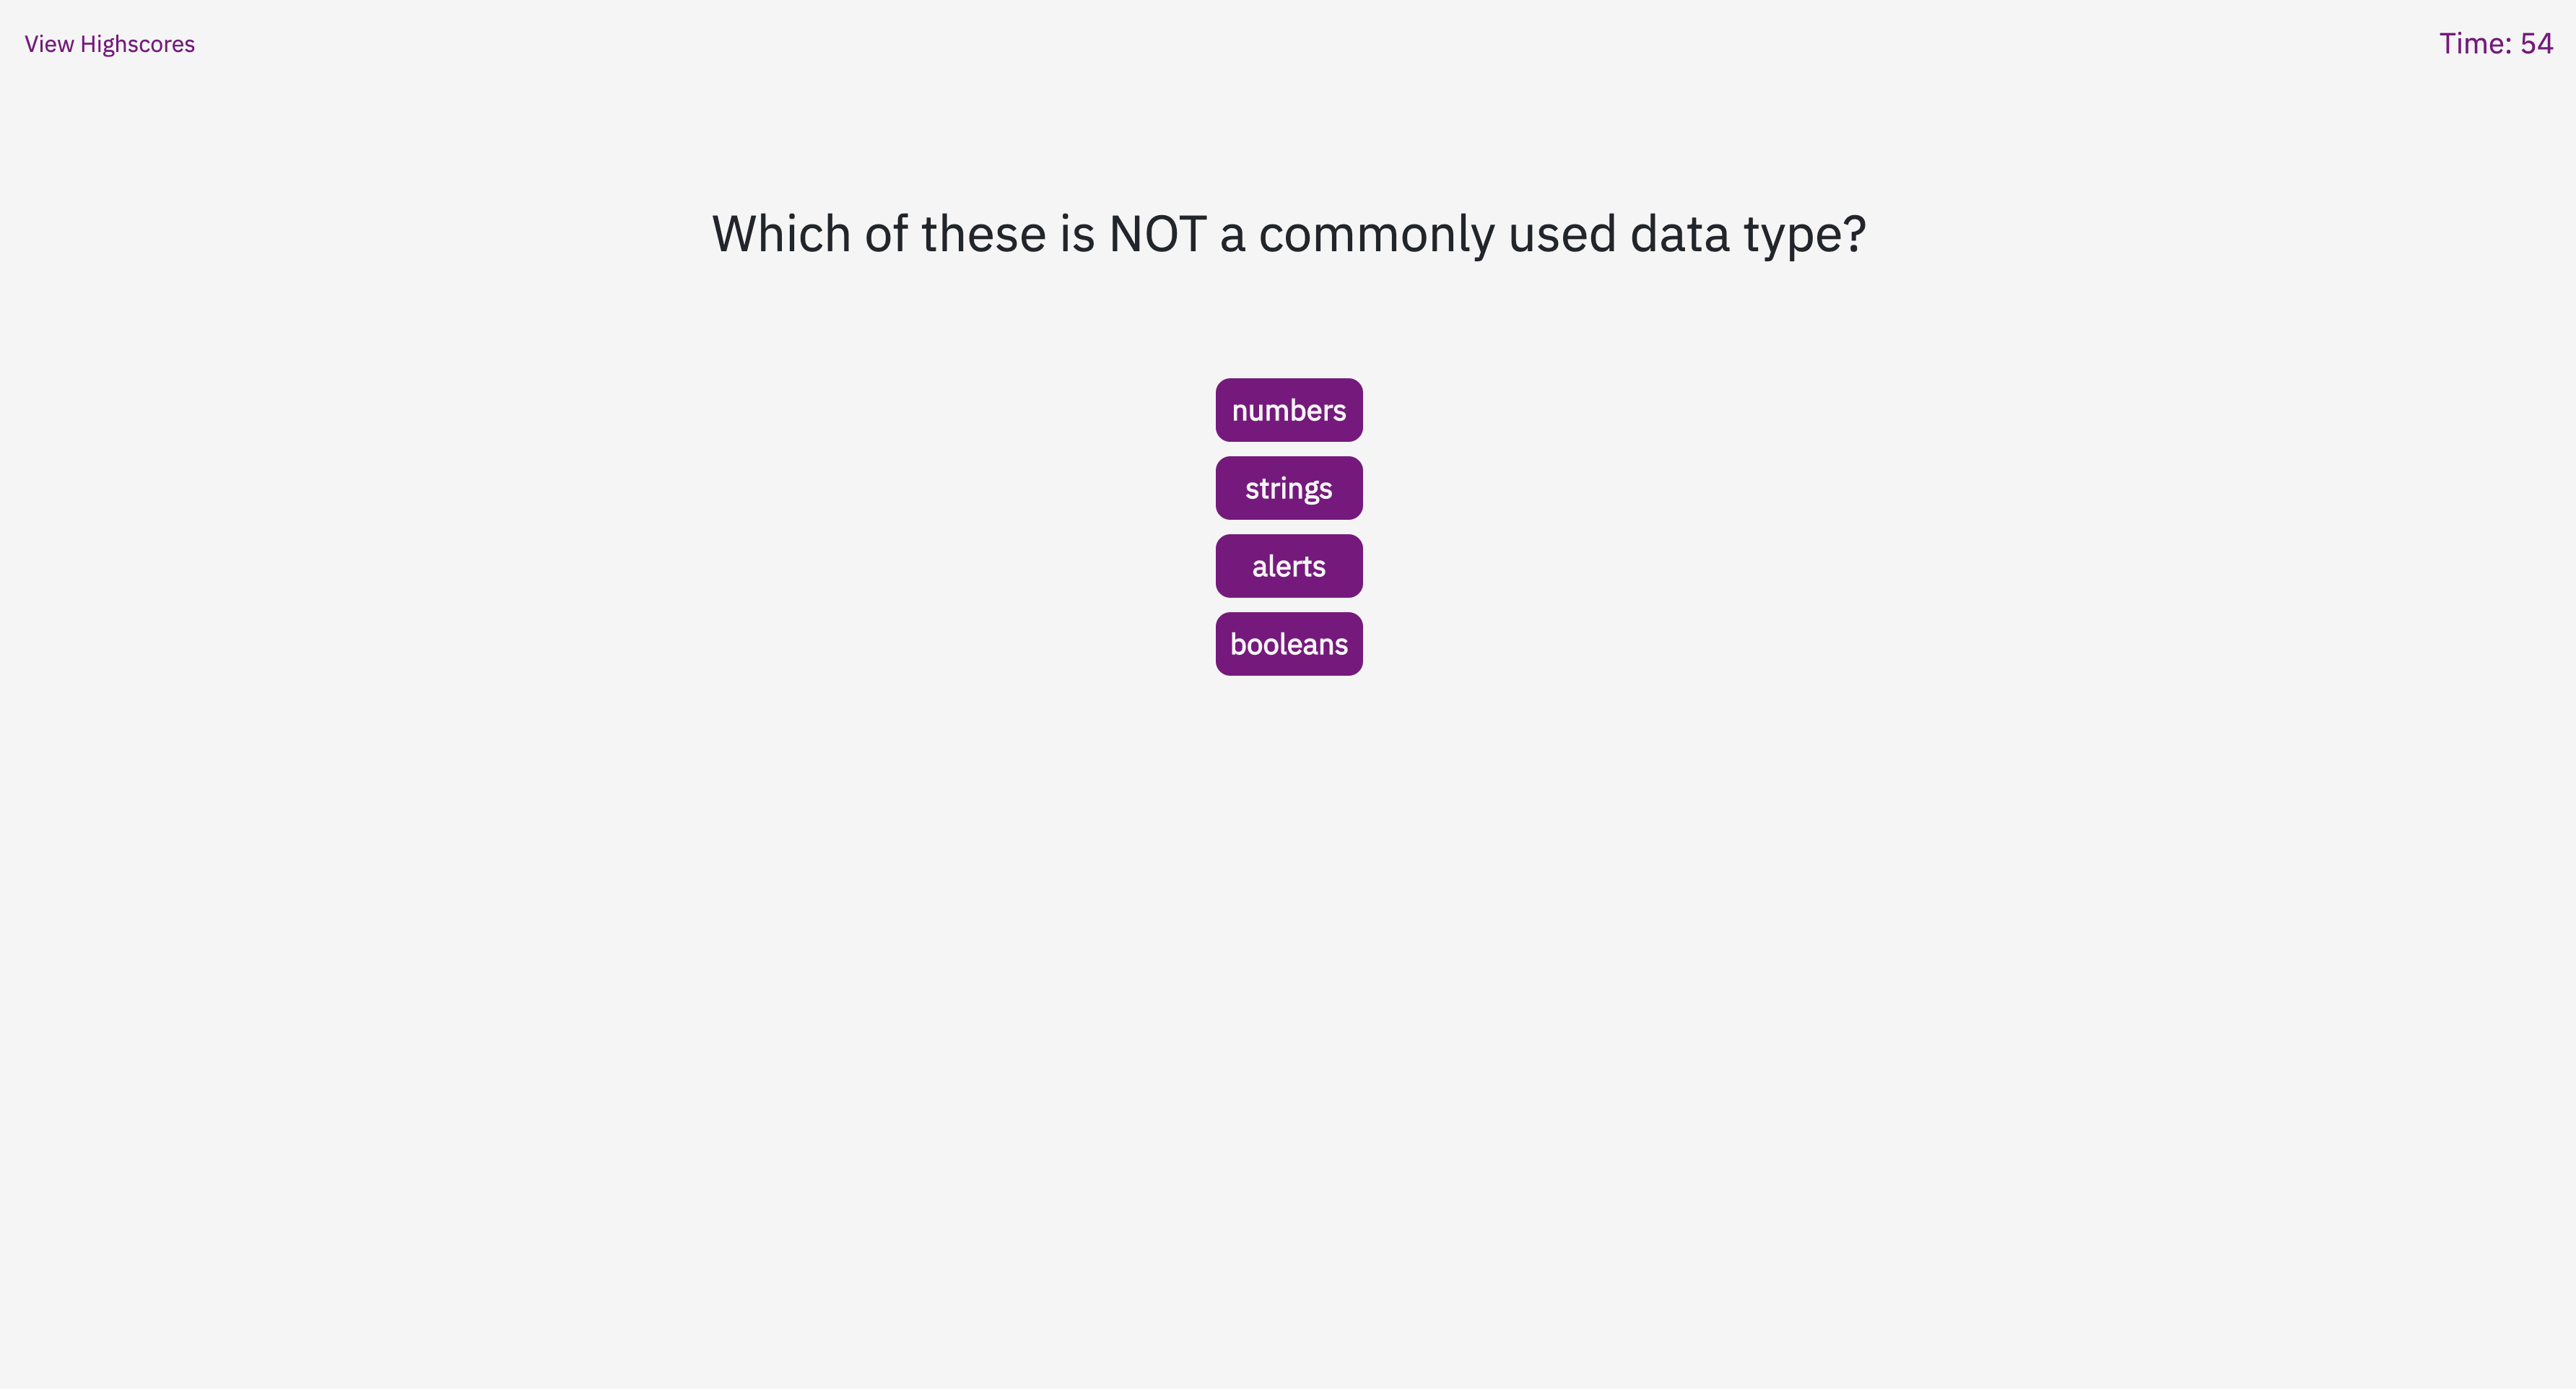 View Highscores
Time: 54
Which of these is NOT a commonly used data type?
numbers
strings
alerts
booleans